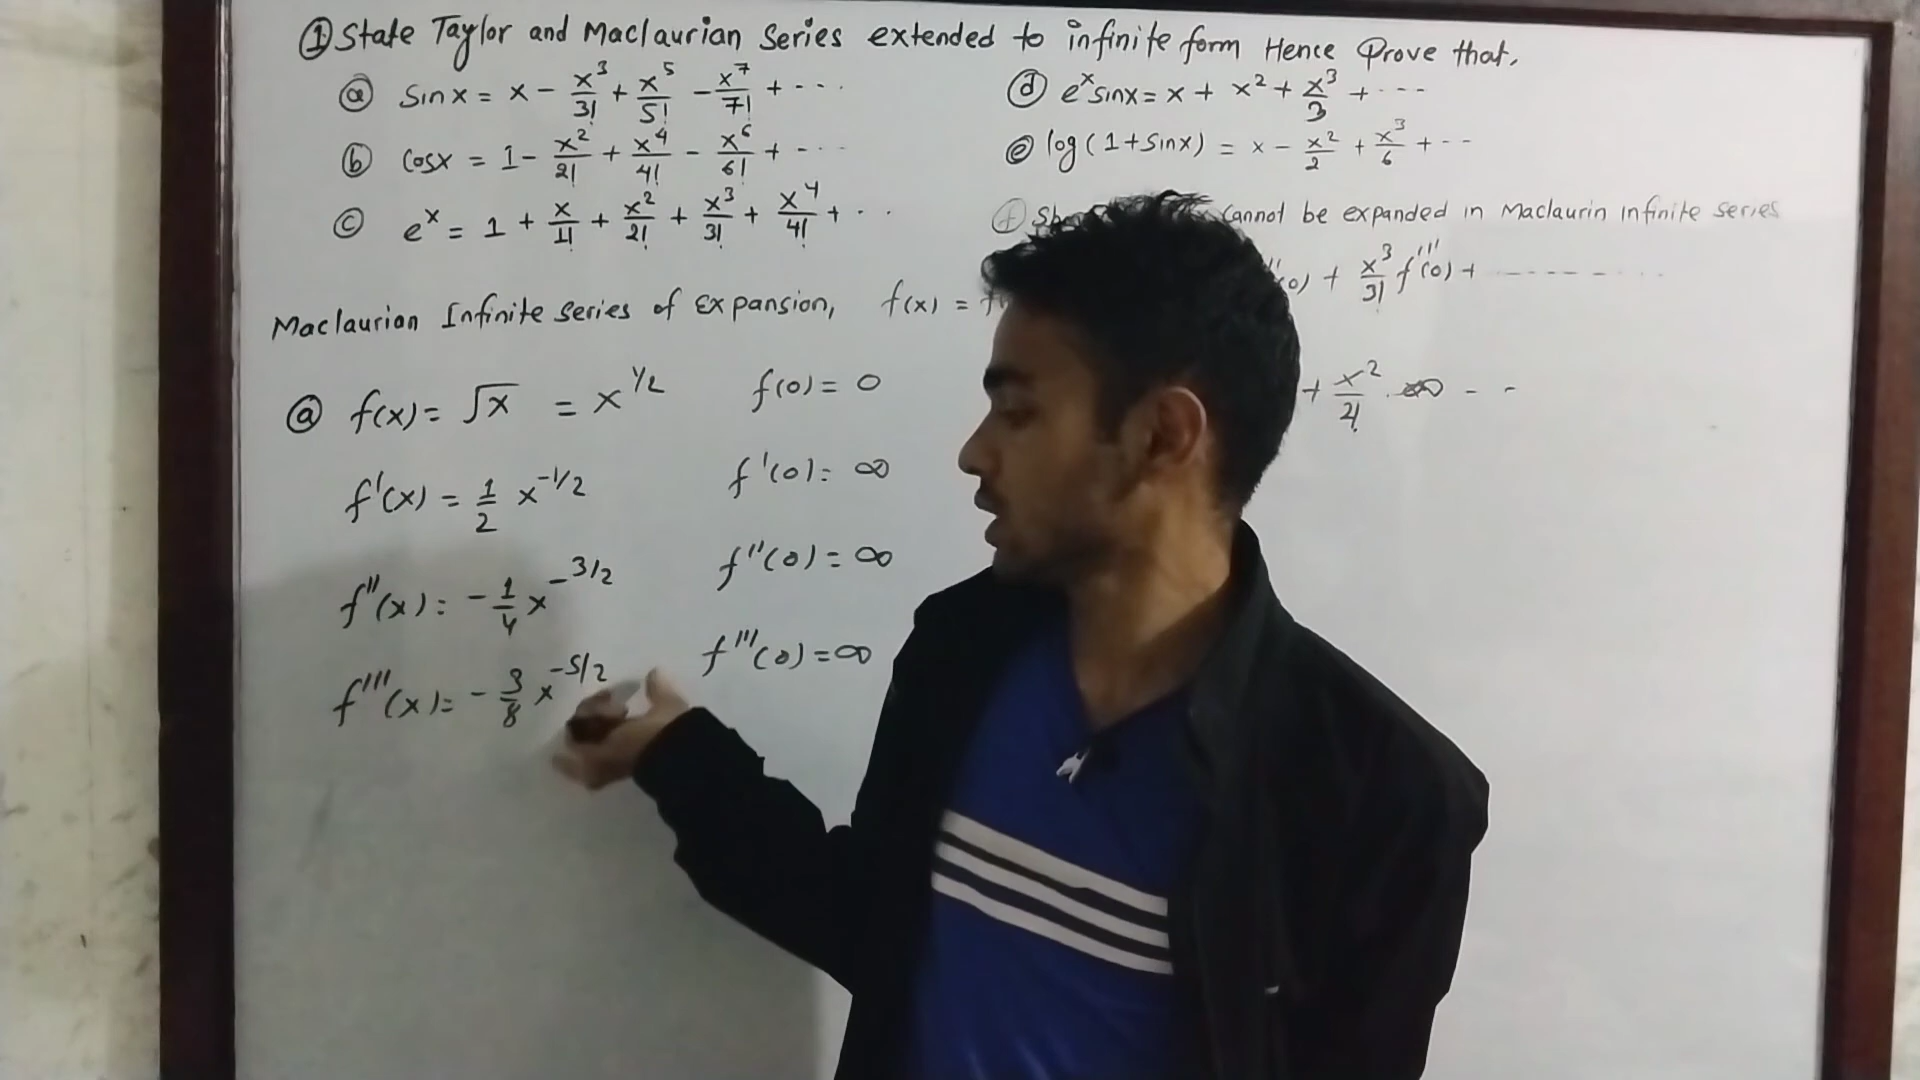 ① State Taylor and Maclaurian Series extended to infinite form Hence Prove that,
ⓐ Sinx = x - x³/3! + x⁵/5! - x⁷/7! + ...
ⓑ Cosx = 1 - x²/2! + x⁴/4! - x⁶/6! + ...
ⓒ eˣ = 1 + x/1! + x²/2! + x³/3! + x⁴/4! + ...
ⓓ eˣsinx = x + x² + x³/3 + ...
ⓔ log(1+Sinx) = x - x²/2 + x³/6 + ...
ⓕ cannot be expanded in Maclaurin Infinite series
Maclaurian Infinite Series of Expansion, f(x) = (0) + x³/3! f'''(0) + ...
ⓐ f(x) = √x = x^1/2 f(0) = 0 + x²/2! . ∞ - -
f'(x) = 1/2 x^-1/2 f'(0) = ∞
f''(x) = -1/4 x^-3/2 f''(0) = ∞
f'''(x) = -3/8 x^-5/2 f'''(0) = ∞